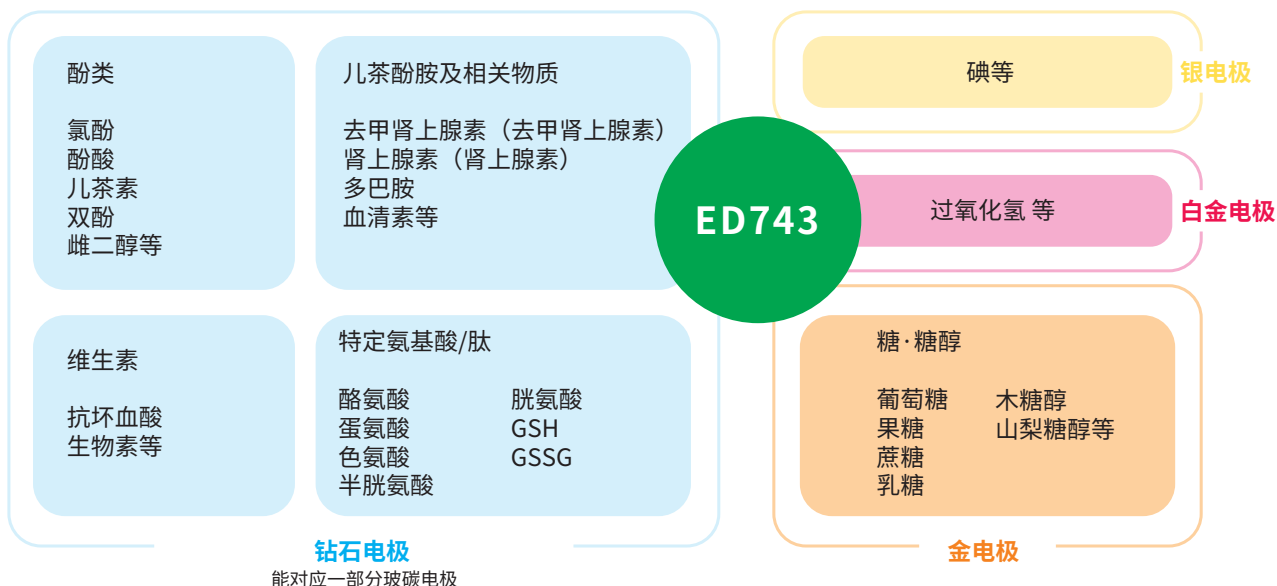 酚类
氯酚
酚酸
儿茶素
双酚
雌二醇等
儿茶酚胺及相关物质
去甲肾上腺素（去甲肾上腺素）
肾上腺素（肾上腺素）
多巴胺
血清素等
维生素
抗坏血酸
生物素等
特定氨基酸/肽
酪氨酸
蛋氨酸
色氨酸
半胱氨酸
胱氨酸
GSH
GSSG
钻石电极
能对应一部分玻碳电极
ED743
碘等
银电极
过氧化氢 等
白金电极
糖·糖醇
葡萄糖
果糖
蔗糖
乳糖
木糖醇
山梨糖醇等
金电极